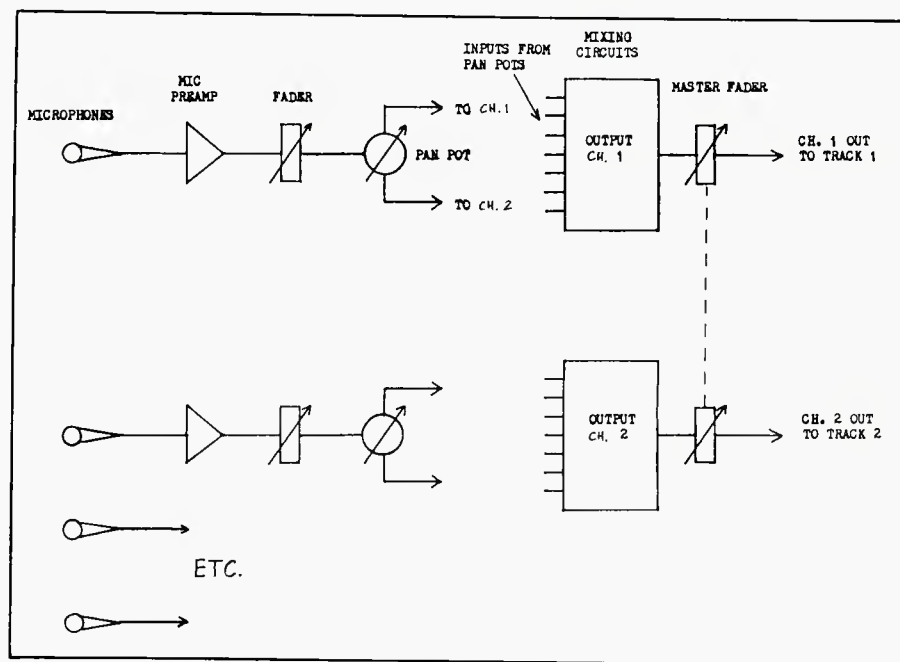 MICROPHONES
MIC
PREAMP
FADER
TO CH.1
PAN POT
TO CH.2
INPUTS FROM
PAN POTS
MIXING
CIRCUITS
OUTPUT
CH. 1
MASTER FADER
CH. 1 OUT
TO TRACK 1
OUTPUT
CH. 2
CH. 2 OUT
TO TRACK 2
ETC.